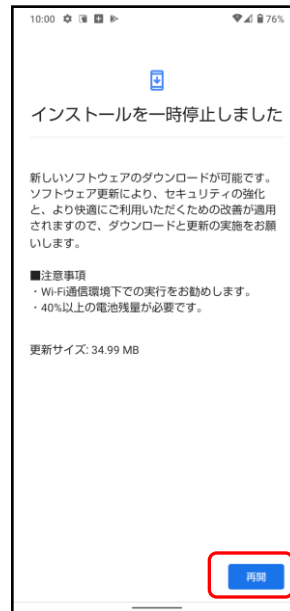 10:00 76%
インストールを一時停止しました
新しいソフトウェアのダウンロードが可能です。
ソフトウェア更新により、セキュリティの強化
と、より快適にご利用いただくための改善が適用
されますので、ダウンロードと更新の実施をお願
いします。
■注意事項
・Wi-Fi通信環境下での実行をお勧めします。
・40%以上の電池残量が必要です。
更新サイズ: 34.99 MB
再開